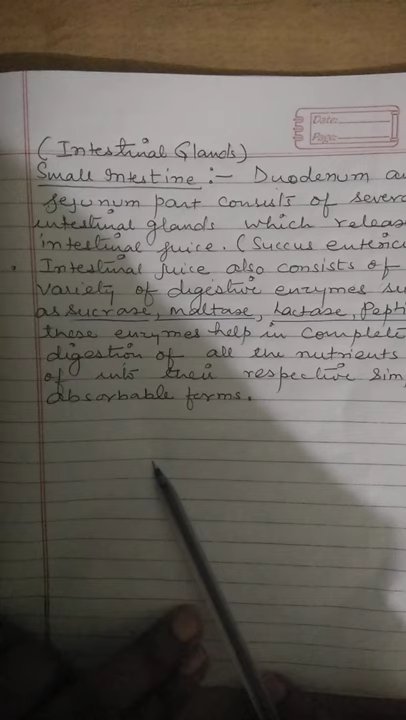 Date:
Page:
(Intestinal Glands)
Small Intestine :- Duodenum a
Jejunum part consists of sever
intestinal glands which releas
intestinal juice. (Succus enteric
Intestinal juice also consists of
Variety of digestive enzymes su
as sucrase, maltase, Lactase, Pepti
these enzymes help in complet
digestion of all the nutrients
of into their respective Sim
absorbable forms.